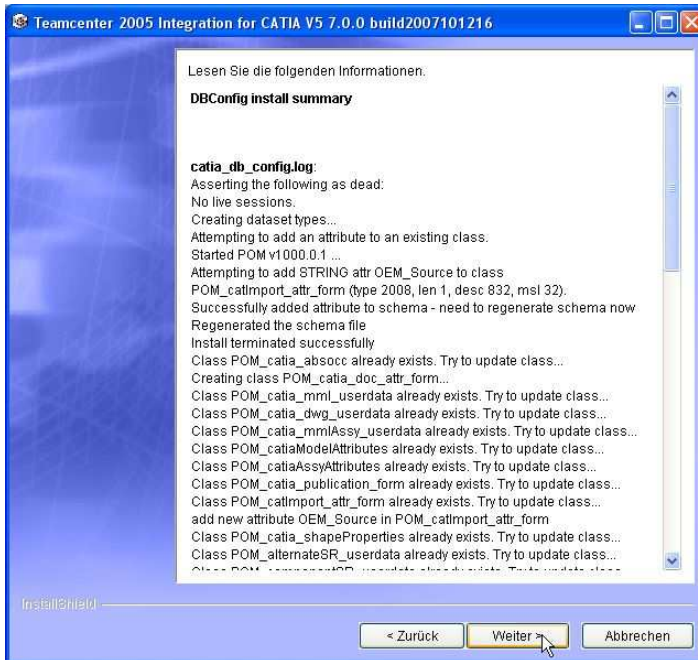 Teamcenter 2005 Integration for CATIA V5 7.0.0 build2007101216
Lesen Sie die folgenden Informationen.
DBConfig install summary
catia_db_config.log:
Asserting the following as dead:
No live sessions.
Creating dataset types...
Attempting to add an attribute to an existing class.
Started POM v1000.0.1 ...
Attempting to add STRING attr OEM_Source to class
POM_catImport_attr_form (type 2008, len 1, desc 832, msl 32).
Successfully added attribute to schema - need to regenerate schema now
Regenerated the schema file
Install terminated successfully
Class POM_catia_absocc already exists. Try to update class...
Creating class POM_catia_doc_attr_form...
Class POM_catia_mml_userdata already exists. Try to update class...
Class POM_catia_dwg_userdata already exists. Try to update class...
Class POM_catia_mmlAssy_userdata already exists. Try to update class...
Class POM_catiaModelAttributes already exists. Try to update class...
Class POM_catiaAssyAttributes already exists. Try to update class...
Class POM_catia_publication_form already exists. Try to update class...
Class POM_catImport_attr_form already exists. Try to update class...
add new attribute OEM_Source in POM_catImport_attr_form
Class POM_catia_shapeProperties already exists. Try to update class...
Class POM_alternateSR_userdata already exists. Try to update class...
Class POM_componentSR_userdata already exists. Try to update class...
InstallShield
< Zurück
Weiter >
Abbrechen